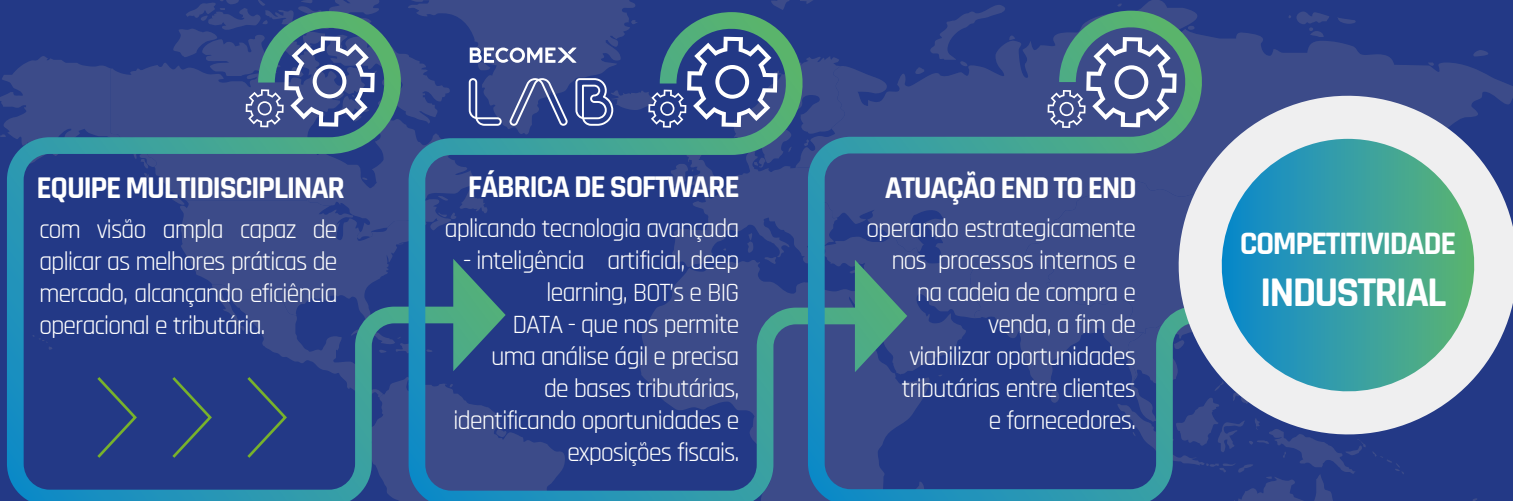 EQUIPE MULTIDISCIPLINAR
com visão ampla capaz de
aplicar as melhores práticas de
mercado, alcançando eficiência
operacional e tributária.
BECOMEX
LAB
FÁBRICA DE SOFTWARE
aplicando tecnologia avançada
- inteligência artificial, deep
learning, BOT's e BIG
DATA - que nos permite
uma análise ágil e precisa
de bases tributárias,
identificando oportunidades e
exposições fiscais.
ATUAÇÃO END TO END
operando estrategicamente
nos processos internos e
na cadeia de compra e
venda, a fim de
viabilizar oportunidades
tributárias entre clientes
e fornecedores.
COMPETITIVIDADE
INDUSTRIAL